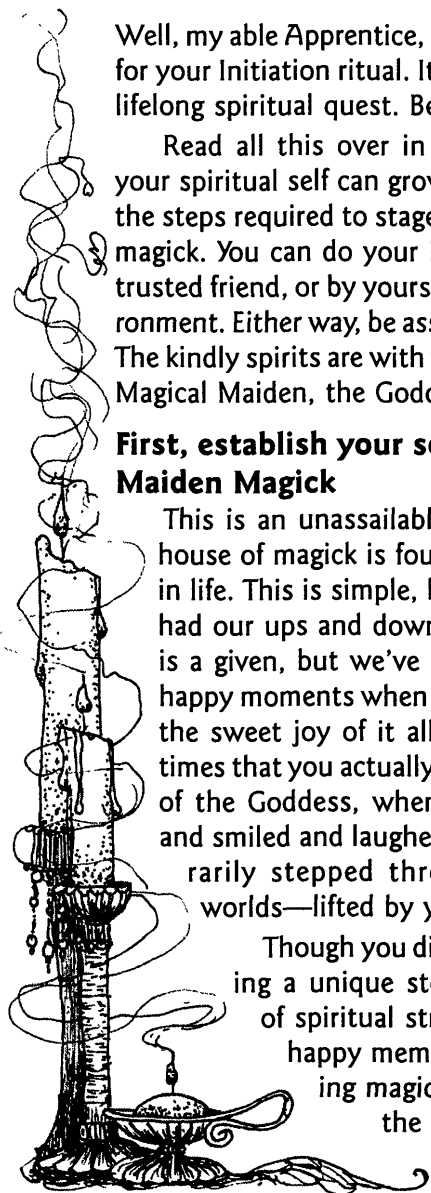 Well, my able Apprentice,
for your Initiation ritual. It
lifelong spiritual quest. Be
Read all this over in
your spiritual self can grov
the steps required to stage
magick. You can do your
trusted friend, or by yours
ronment. Either way, be ass
The kindly spirits are with
Magical Maiden, the Godd
First, establish your s
Maiden Magick
This is an unassailabl
house of magick is fou
in life. This is simple, l
had our ups and down
is a given, but we've
happy moments when
the sweet joy of it all
times that you actually
of the Goddess, when
and smiled and laughe
rarily stepped thr
worlds—lifted by y
Though you di
ing a unique st
of spiritual str
happy mem
ing magic
the